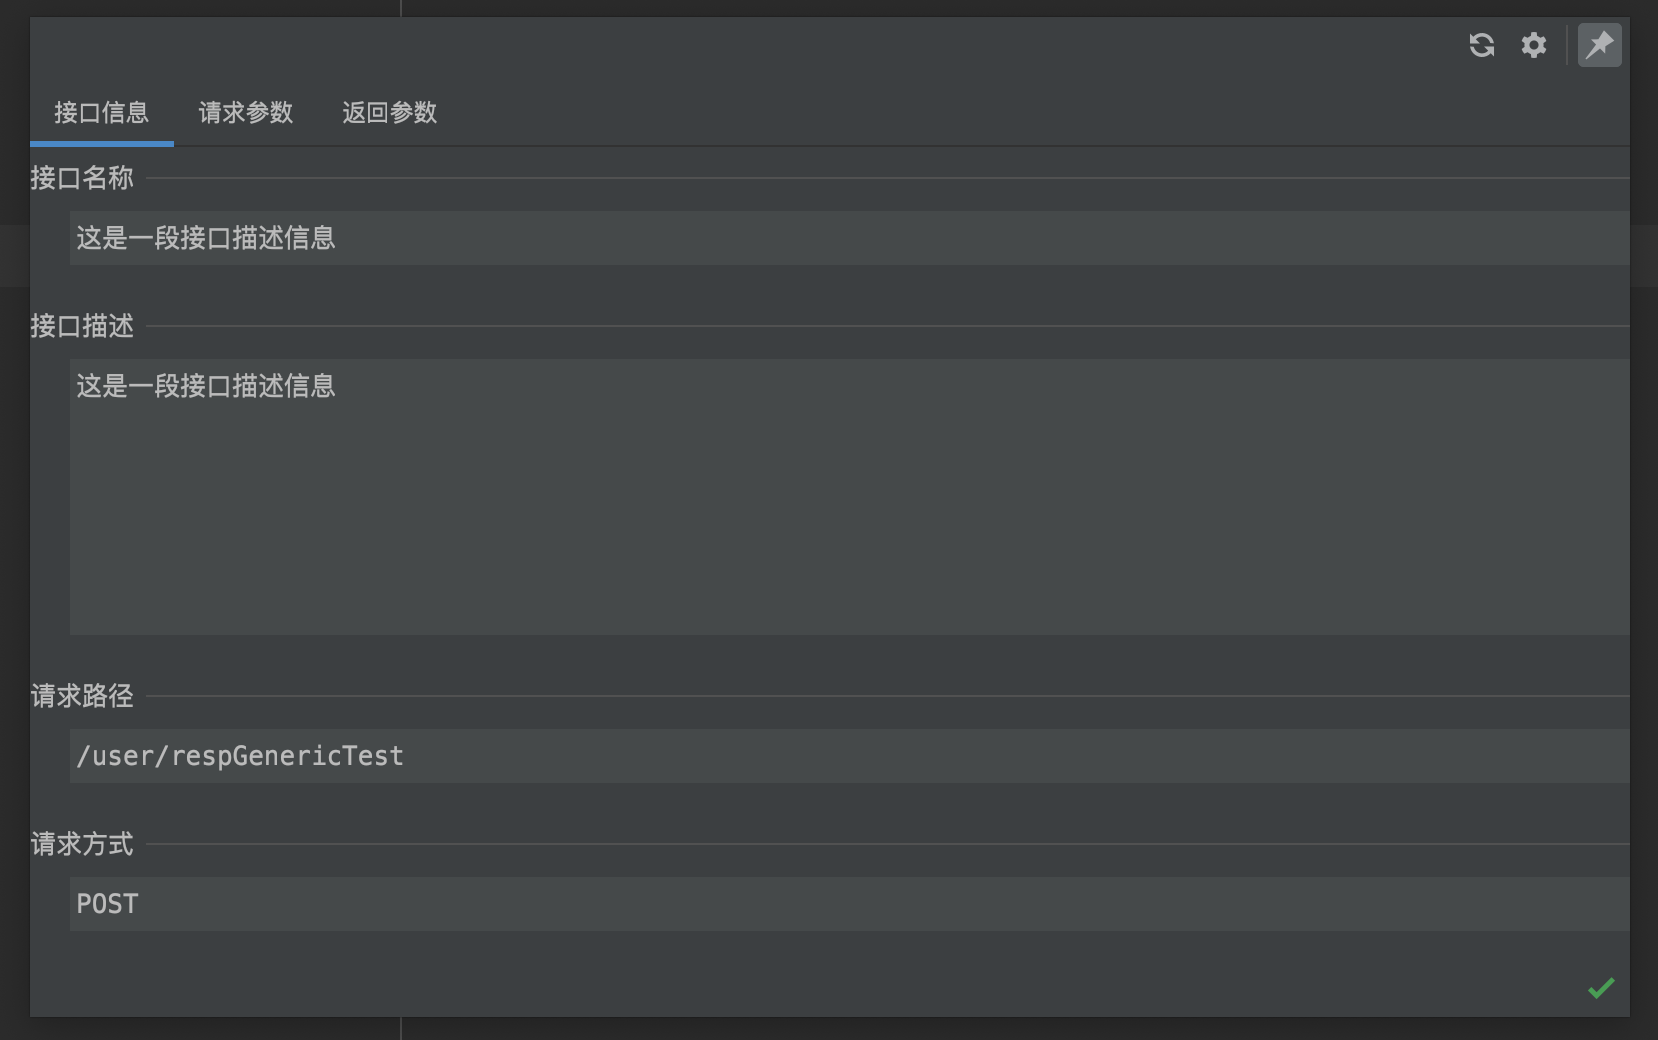 接口信息 请求参数 返回参数
接口名称
这是一段接口描述信息
接口描述
这是一段接口描述信息
请求路径
/user/respGenericTest
请求方式
POST